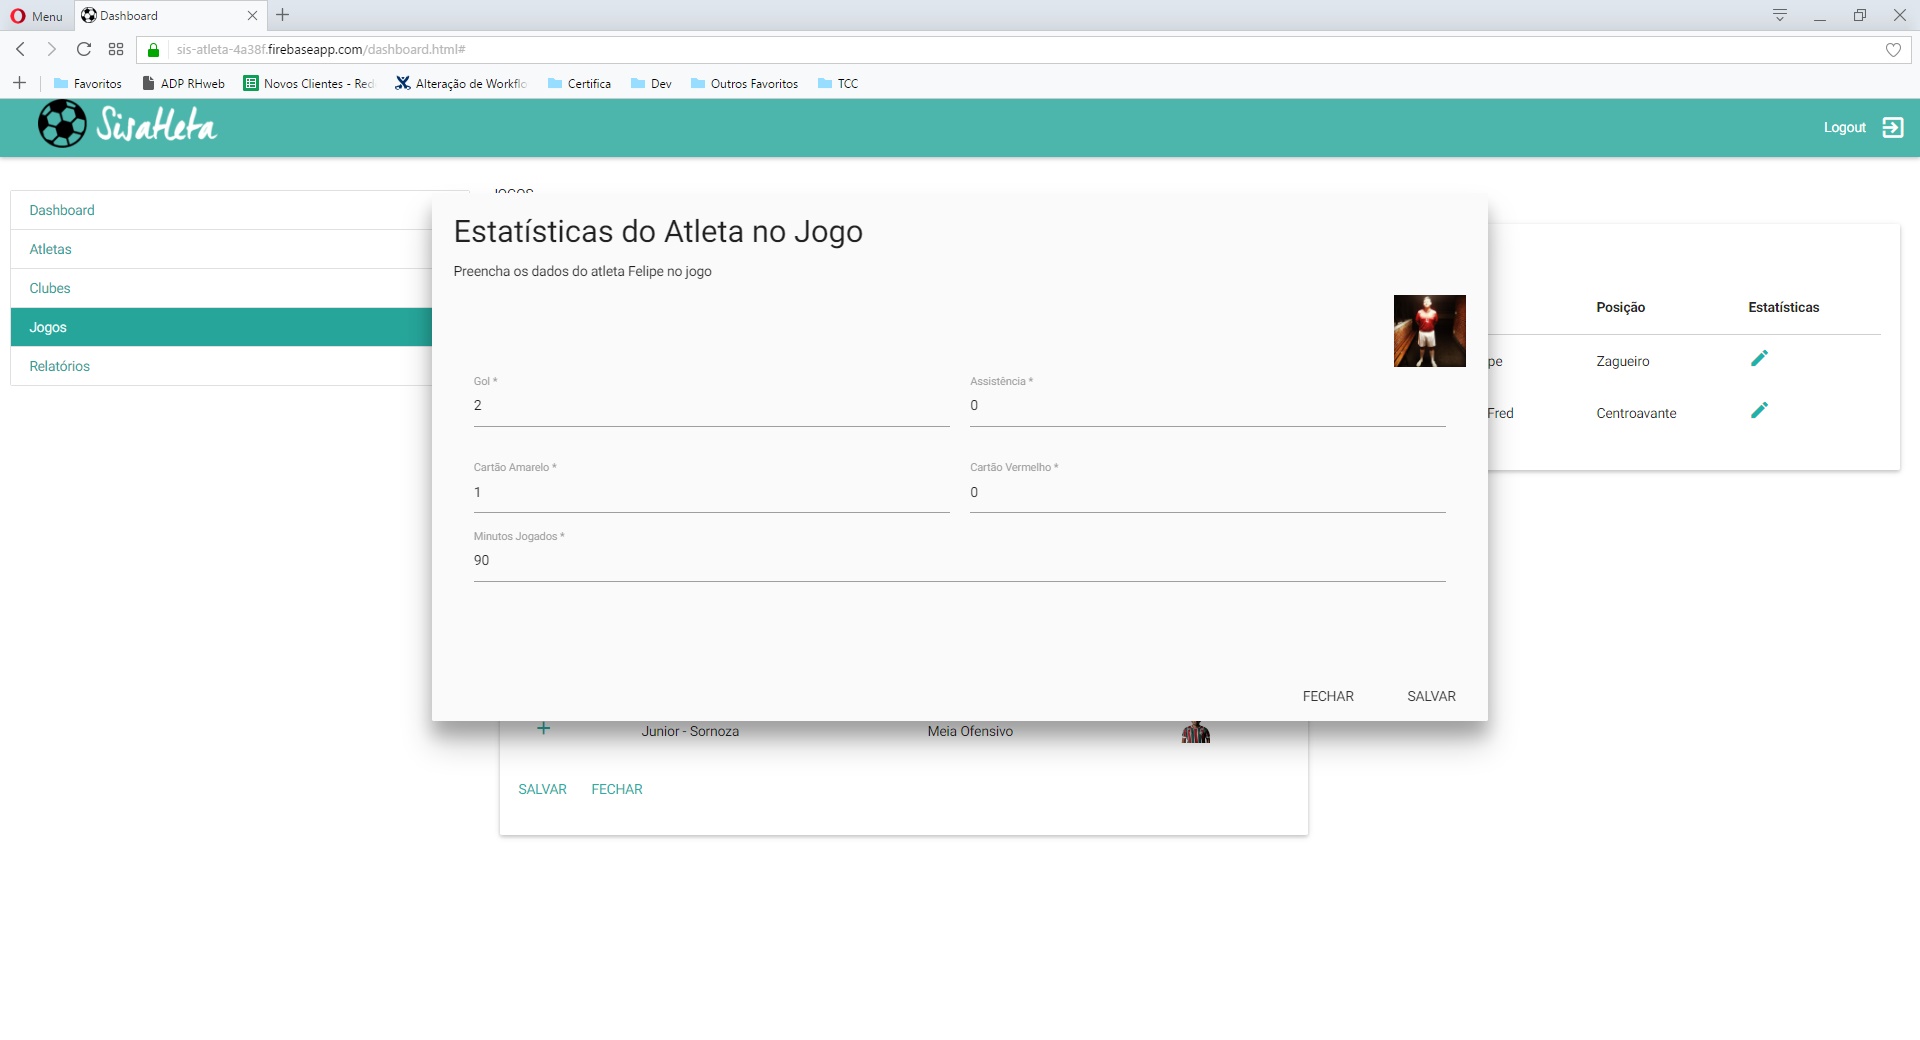 Menu
Dashboard
sis-atleta-4a38f.firebaseapp.com/dashboard.html#
Favoritos
ADP RHweb
Novos Clientes - Red
Alteração de Workflo
Certifica
Dev
Outros Favoritos
TCC
Sisatleta
Logout
JOGOS
Dashboard
Atletas
Clubes
Jogos
Relatórios
Estatísticas do Atleta no Jogo
Preencha os dados do atleta Felipe no jogo
Gol *
2
Assistência *
0
Cartão Amarelo *
1
Cartão Vermelho *
0
Minutos Jogados *
90
FECHAR
SALVAR
Posição
Estatísticas
pe
Zagueiro
Fred
Centroavante
Junior - Sornoza
Meia Ofensivo
SALVAR
FECHAR